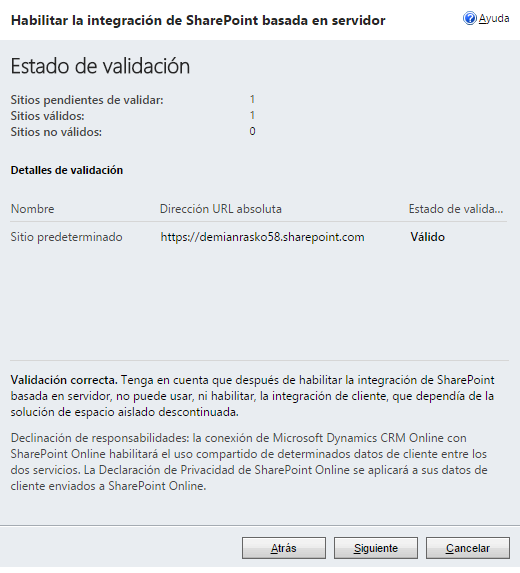 Habilitar la integración de SharePoint basada en servidor
Ayuda
Estado de validación
Sitios pendientes de validar: 1
Sitios válidos: 1
Sitios no válidos: 0
Detalles de validación
Nombre Dirección URL absoluta Estado de valida...
Sitio predeterminado https://demianrasko58.sharepoint.com Válido
Validación correcta. Tenga en cuenta que después de habilitar la integración de SharePoint
basada en servidor, no puede usar, ni habilitar, la integración de cliente, que dependía de la
solución de espacio aislado descontinuada.
Declinación de responsabilidades: la conexión de Microsoft Dynamics CRM Online con
SharePoint Online habilitará el uso compartido de determinados datos de cliente entre los
dos servicios. La Declaración de Privacidad de SharePoint Online se aplicará a sus datos de
cliente enviados a SharePoint Online.
Atrás Siguiente Cancelar